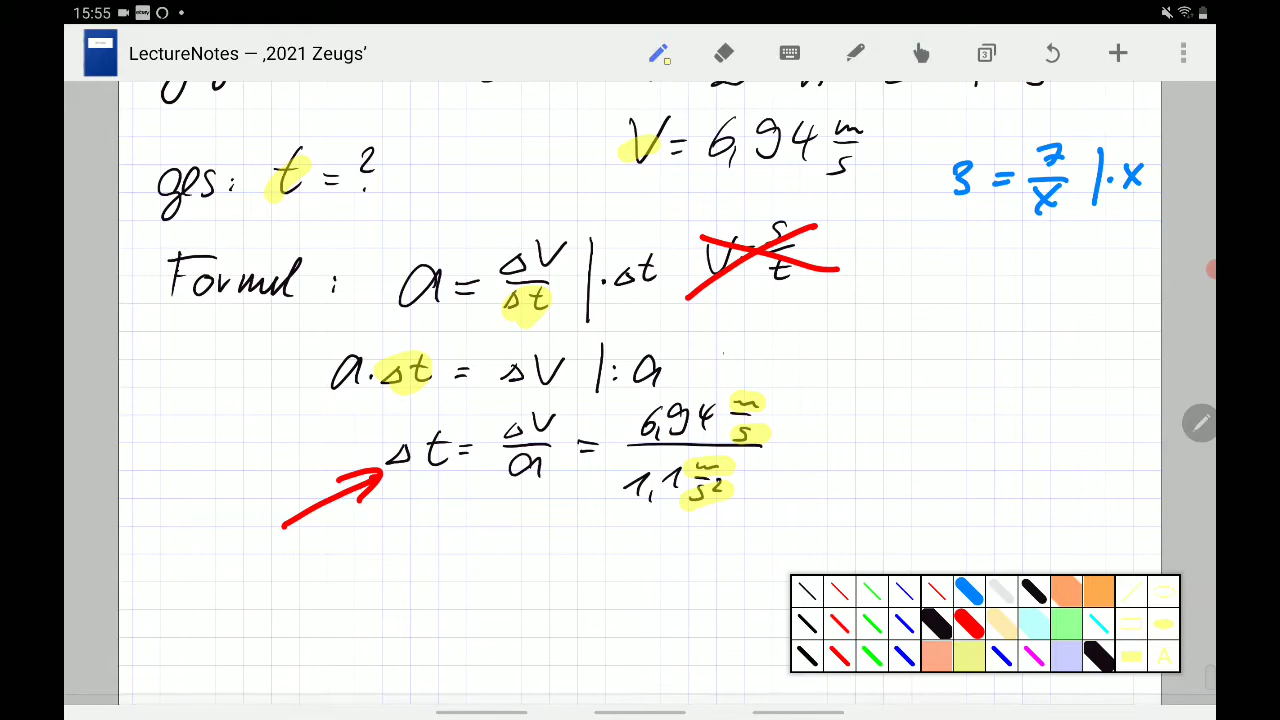 15:55
LectureNotes – ‚2021 Zeugs’
3
V = 6,94 m/s
ges: t = ?
3 = 7/x | · x
Formel : a = ΔV/Δt | · Δt V = s/t
a · Δt = ΔV | : a
Δt = ΔV/a = 6,94 m/s / 1,1 m/s²
A